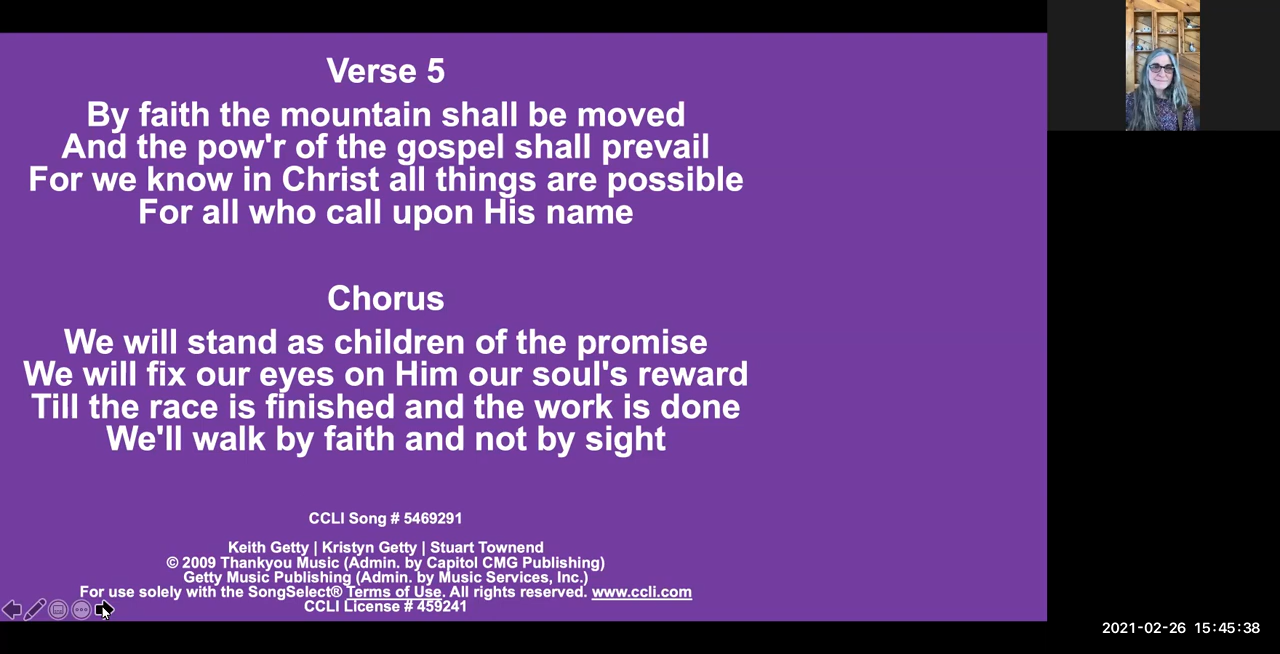 Verse 5
By faith the mountain shall be moved
And the pow'r of the gospel shall prevail
For we know in Christ all things are possible
For all who call upon His name
Chorus
We will stand as children of the promise
We will fix our eyes on Him our soul's reward
Till the race is finished and the work is done
We'll walk by faith and not by sight
CCLI Song # 5469291
Keith Getty | Kristyn Getty | Stuart Townend
© 2009 Thankyou Music (Admin. by Capitol CMG Publishing)
Getty Music Publishing (Admin. by Music Services, Inc.)
For use solely with the SongSelect® Terms of Use. All rights reserved. www.ccli.com
CCLI License # 459241
2021-02-26 15:45:38